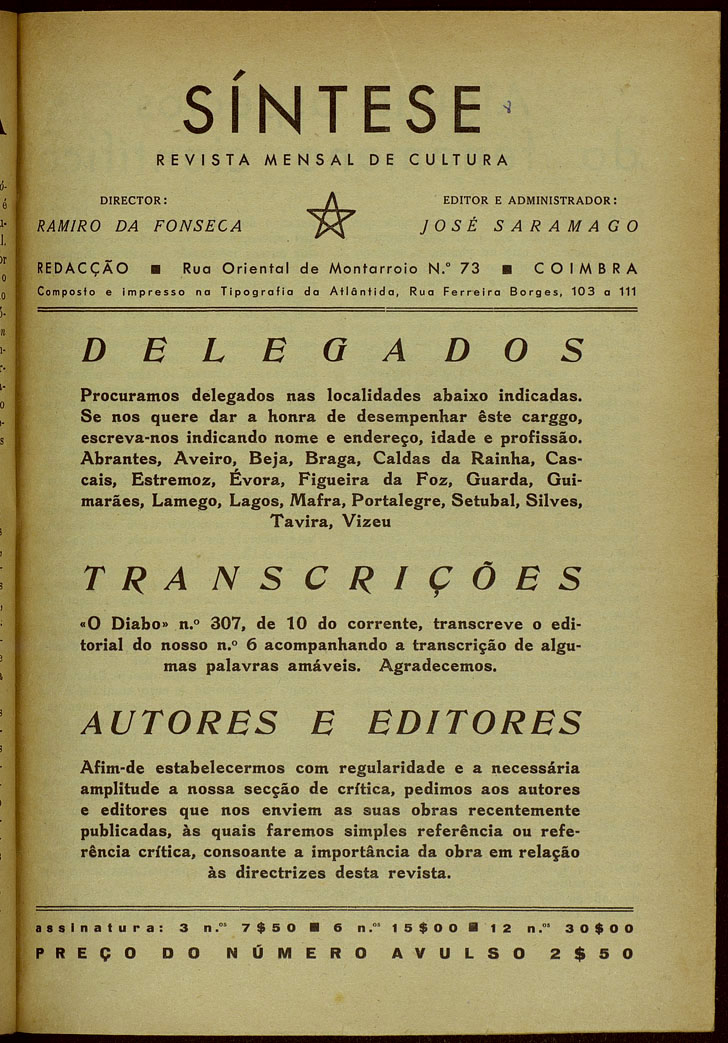 SÍNTESE
REVISTA MENSAL DE CULTURA
DIRECTOR:
RAMIRO DA FONSECA
EDITOR E ADMINISTRADOR:
JOSÉ SARAMAGO
REDACÇÃO ■ Rua Oriental de Montarroio N.º 73 ■ COIMBRA
Composto e impresso na Tipografia da Atlântida, Rua Ferreira Borges, 103 a 111
DELEGADOS
Procuramos delegados nas localidades abaixo indicadas.
Se nos quere dar a honra de desempenhar êste carggo,
escreva-nos indicando nome e endereço, idade e profissão.
Abrantes, Aveiro, Beja, Braga, Caldas da Rainha, Cas-
cais, Estremoz, Évora, Figueira da Foz, Guarda, Gui-
marães, Lamego, Lagos, Mafra, Portalegre, Setubal, Silves,
Tavira, Vizeu
TRANSCRIÇÕES
«O Diabo» n.º 307, de 10 do corrente, transcreve o edi-
torial do nosso n.º 6 acompanhando a transcrição de algu-
mas palavras amáveis. Agradecemos.
AUTORES E EDITORES
Afim-de estabelecermos com regularidade e a necessária
amplitude a nossa secção de crítica, pedimos aos autores
e editores que nos enviem as suas obras recentemente
publicadas, às quais faremos simples referência ou refe-
rência crítica, consoante a importância da obra em relação
às directrizes desta revista.
assinatura: 3 n.ºˢ 7$50 ■ 6 n.ºˢ 15$00 ■ 12 n.ºˢ 30$00
PREÇO DO NÚMERO AVULSO 2$50